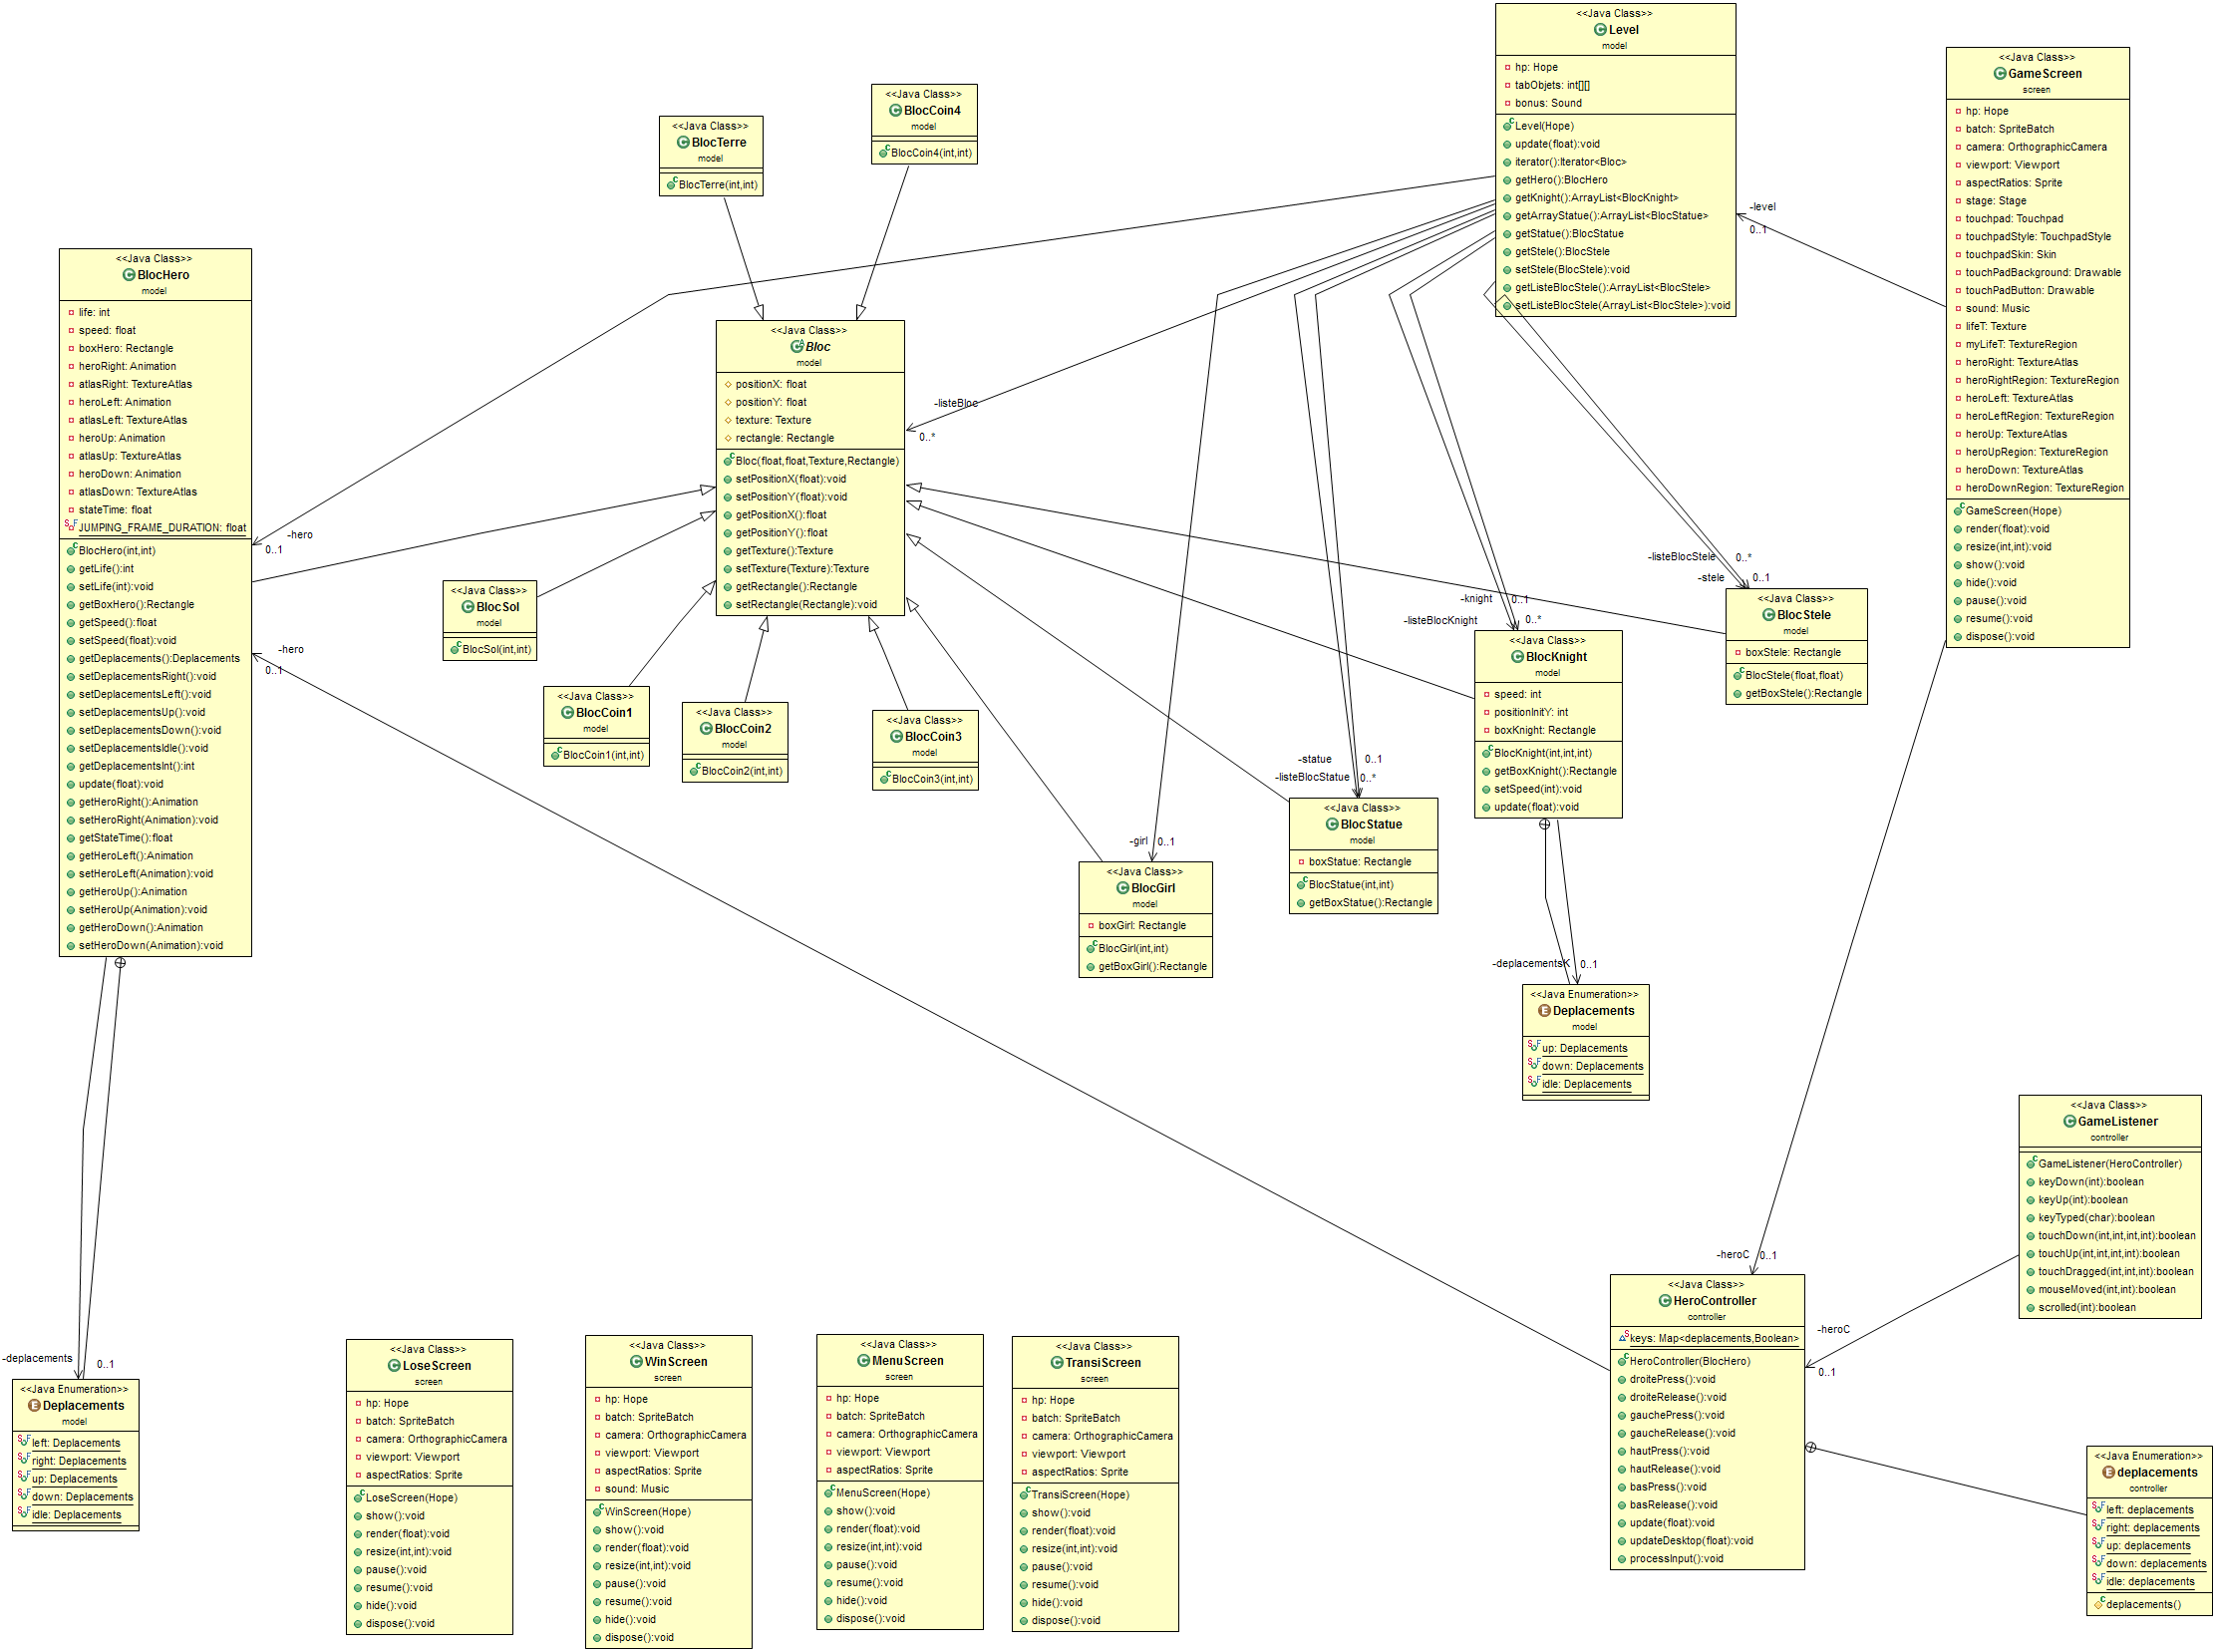 <<Java Class>>
Level
model
hp: Hope
tabObjets: int[][]
bonus: Sound
Level(Hope)
update(float):void
iterator():Iterator<Bloc>
getHero():BlocHero
getKnight():ArrayList<BlocKnight>
getArrayStatue():ArrayList<BlocStatue>
getStatue():BlocStatue
getStele():BlocStele
setStele(BlocStele):void
getListeBlocStele():ArrayList<BlocStele>
setListeBlocStele(ArrayList<BlocStele>):void
<<Java Class>>
GameScreen
screen
hp: Hope
batch: SpriteBatch
camera: OrthographicCamera
viewport: Viewport
aspectRatios: Sprite
stage: Stage
touchpad: Touchpad
touchpadStyle: TouchpadStyle
touchpadSkin: Skin
touchPadBackground: Drawable
touchPadButton: Drawable
sound: Music
lifeT: Texture
myLifeT: TextureRegion
heroRight: TextureAtlas
heroRightRegion: TextureRegion
heroLeft: TextureAtlas
heroLeftRegion: TextureRegion
heroUp: TextureAtlas
heroUpRegion: TextureRegion
heroDown: TextureAtlas
heroDownRegion: TextureRegion
GameScreen(Hope)
render(float):void
resize(int,int):void
show():void
hide():void
pause():void
resume():void
dispose():void
-level
0..1
<<Java Class>>
BlocCoin4
model
BlocCoin4(int,int)
<<Java Class>>
BlocTerre
model
BlocTerre(int,int)
<<Java Class>>
BlocHero
model
life: int
speed: float
boxHero: Rectangle
heroRight: Animation
atlasRight: TextureAtlas
heroLeft: Animation
atlasLeft: TextureAtlas
heroUp: Animation
atlasUp: TextureAtlas
heroDown: Animation
atlasDown: TextureAtlas
stateTime: float
JUMPING_FRAME_DURATION: float
BlocHero(int,int)
getLife():int
setLife(int):void
getBoxHero():Rectangle
getSpeed():float
setSpeed(float):void
getDeplacements():Deplacements
setDeplacementsRight():void
setDeplacementsLeft():void
setDeplacementsUp():void
setDeplacementsDown():void
setDeplacementsIdle():void
getDeplacementsInt():int
update(float):void
getHeroRight():Animation
setHeroRight(Animation):void
getStateTime():float
getHeroLeft():Animation
setHeroLeft(Animation):void
getHeroUp():Animation
setHeroUp(Animation):void
getHeroDown():Animation
setHeroDown(Animation):void
-hero
0..1
-hero
0..1
<<Java Class>>
Bloc
model
positionX: float
positionY: float
texture: Texture
rectangle: Rectangle
Bloc(float,float,Texture,Rectangle)
setPositionX(float):void
setPositionY(float):void
getPositionX():float
getPositionY():float
getTexture():Texture
setTexture(Texture):Texture
getRectangle():Rectangle
setRectangle(Rectangle):void
-listeBloc
0..*
<<Java Class>>
BlocSol
model
BlocSol(int,int)
<<Java Class>>
BlocCoin1
model
BlocCoin1(int,int)
<<Java Class>>
BlocCoin2
model
BlocCoin2(int,int)
<<Java Class>>
BlocCoin3
model
BlocCoin3(int,int)
-listeBlocStele
0..*
-stele
0..1
<<Java Class>>
BlocStele
model
boxStele: Rectangle
BlocStele(float,float)
getBoxStele():Rectangle
-knight
0..1
-listeBlocKnight
0..*
<<Java Class>>
BlocKnight
model
speed: int
positionInitY: int
boxKnight: Rectangle
BlocKnight(int,int,int)
getBoxKnight():Rectangle
setSpeed(int):void
update(float):void
-statue
0..1
-listeBlocStatue
0..*
<<Java Class>>
BlocStatue
model
boxStatue: Rectangle
BlocStatue(int,int)
getBoxStatue():Rectangle
-girl
0..1
<<Java Class>>
BlocGirl
model
boxGirl: Rectangle
BlocGirl(int,int)
getBoxGirl():Rectangle
-deplacementsK
0..1
<<Java Enumeration>>
Deplacements
model
up: Deplacements
down: Deplacements
idle: Deplacements
<<Java Class>>
GameListener
controller
GameListener(HeroController)
keyDown(int):boolean
keyUp(int):boolean
keyTyped(char):boolean
touchDown(int,int,int,int):boolean
touchUp(int,int,int,int):boolean
touchDragged(int,int,int):boolean
mouseMoved(int,int):boolean
scrolled(int):boolean
-heroC
0..1
-heroC
0..1
<<Java Class>>
HeroController
controller
keys: Map<deplacements,Boolean>
HeroController(BlocHero)
droitePress():void
droiteRelease():void
gauchePress():void
gaucheRelease():void
hautPress():void
hautRelease():void
basPress():void
basRelease():void
update(float):void
updateDesktop(float):void
processInput():void
<<Java Enumeration>>
deplacements
controller
left: deplacements
right: deplacements
up: deplacements
down: deplacements
idle: deplacements
deplacements()
-deplacements
0..1
<<Java Enumeration>>
Deplacements
model
left: Deplacements
right: Deplacements
up: Deplacements
down: Deplacements
idle: Deplacements
<<Java Class>>
LoseScreen
screen
hp: Hope
batch: SpriteBatch
camera: OrthographicCamera
viewport: Viewport
aspectRatios: Sprite
LoseScreen(Hope)
show():void
render(float):void
resize(int,int):void
pause():void
resume():void
hide():void
dispose():void
<<Java Class>>
WinScreen
screen
hp: Hope
batch: SpriteBatch
camera: OrthographicCamera
viewport: Viewport
aspectRatios: Sprite
sound: Music
WinScreen(Hope)
show():void
render(float):void
resize(int,int):void
pause():void
resume():void
hide():void
dispose():void
<<Java Class>>
MenuScreen
screen
hp: Hope
batch: SpriteBatch
camera: OrthographicCamera
viewport: Viewport
aspectRatios: Sprite
MenuScreen(Hope)
show():void
render(float):void
resize(int,int):void
pause():void
resume():void
hide():void
dispose():void
<<Java Class>>
TransiScreen
screen
hp: Hope
batch: SpriteBatch
camera: OrthographicCamera
viewport: Viewport
aspectRatios: Sprite
TransiScreen(Hope)
show():void
render(float):void
resize(int,int):void
pause():void
resume():void
hide():void
dispose():void